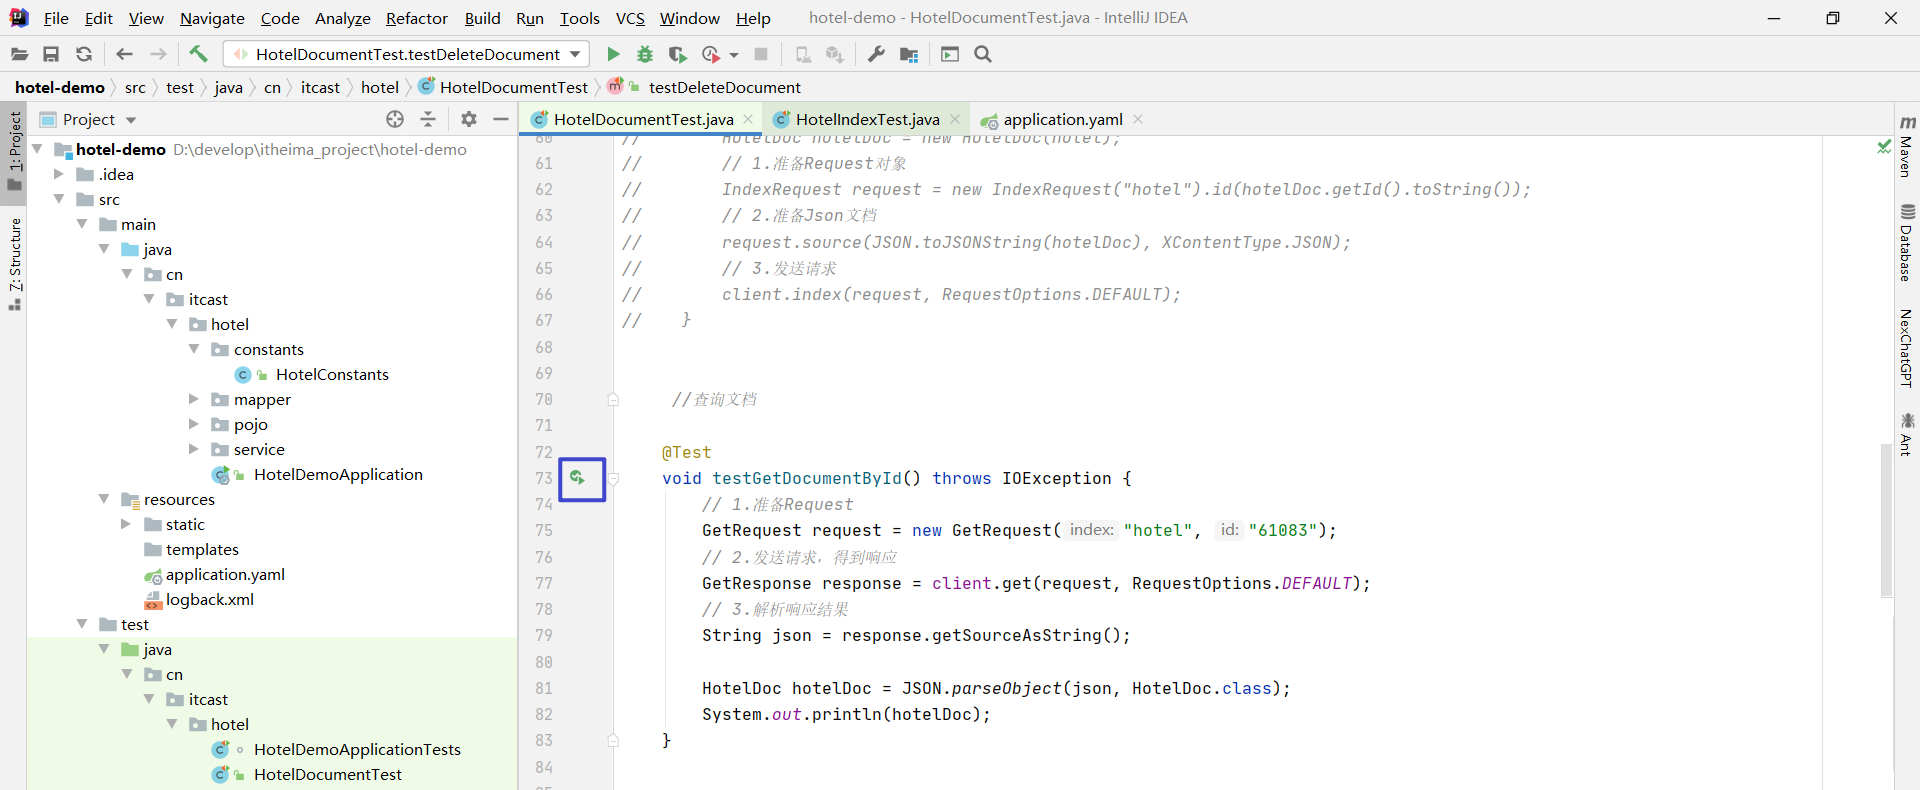 File Edit View Navigate Code Analyze Refactor Build Run Tools VCS Window Help hotel-demo - HotelDocumentTest.java - IntelliJ IDEA
HotelDocumentTest.testDeleteDocument
hotel-demo src test java cn itcast hotel HotelDocumentTest testDeleteDocument
1: Project
7: Structure
Project
hotel-demo D:\develop\itheima_project\hotel-demo
.idea
src
main
java
cn
itcast
hotel
constants
HotelConstants
mapper
pojo
service
HotelDemoApplication
resources
static
templates
application.yaml
logback.xml
test
java
cn
itcast
hotel
HotelDemoApplicationTests
HotelDocumentTest
HotelDocumentTest.java HotelIndexTest.java application.yaml
60 // HotelDoc hotelDoc = new HotelDoc(hotel);
61 // // 1.准备Request对象
62 // IndexRequest request = new IndexRequest("hotel").id(hotelDoc.getId().toString());
63 // // 2.准备Json文档
64 // request.source(JSON.toJSONString(hotelDoc), XContentType.JSON);
65 // // 3.发送请求
66 // client.index(request, RequestOptions.DEFAULT);
67 // }
68
69
70 //查询文档
71
72 @Test
73 void testGetDocumentById() throws IOException {
74 // 1.准备Request
75 GetRequest request = new GetRequest( index: "hotel", id: "61083");
76 // 2.发送请求，得到响应
77 GetResponse response = client.get(request, RequestOptions.DEFAULT);
78 // 3.解析响应结果
79 String json = response.getSourceAsString();
80
81 HotelDoc hotelDoc = JSON.parseObject(json, HotelDoc.class);
82 System.out.println(hotelDoc);
83 }
84
Maven
Database
NexChatGPT
Ant